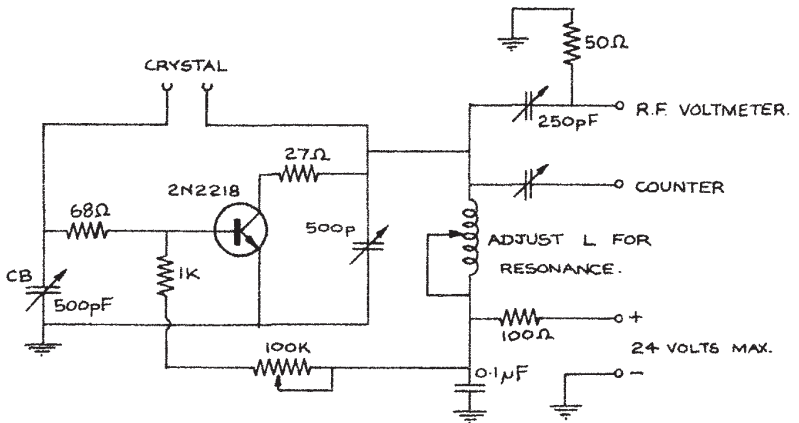 50Ω
CRYSTAL
250pF
R.F. VOLTMETER.
27Ω
2N2218
COUNTER
68Ω
500p
ADJUST L FOR
RESONANCE.
CB
500pF
1K
100Ω
+
24 VOLTS MAX.
100K
0.1µF
-